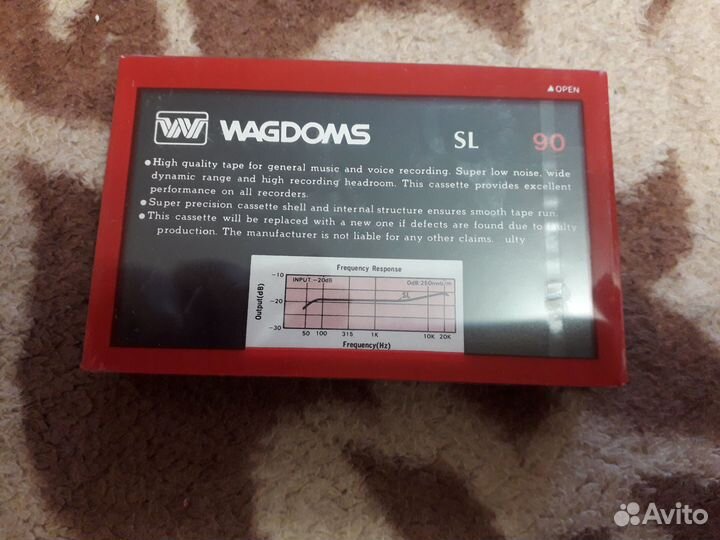 ▲OPEN
W WAGDOMS SL 90
●High quality tape for general music and voice recording. Super low noise, wide
dynamic range and high recording headroom. This cassette provides excellent
performance on all recorders.
●Super precision cassette shell and internal structure ensures smooth tape run.
●This cassette will be replaced with a new one if defects are found due to faulty
production. The manufacturer is not liable for any other claims. ulty
Frequency Response
INPUT-20dB 0dB:250nwb/m
Output(dB)
-10
-20
-30
SL
50 100 315 1K 10K 20K
Frequency(Hz)
Avito